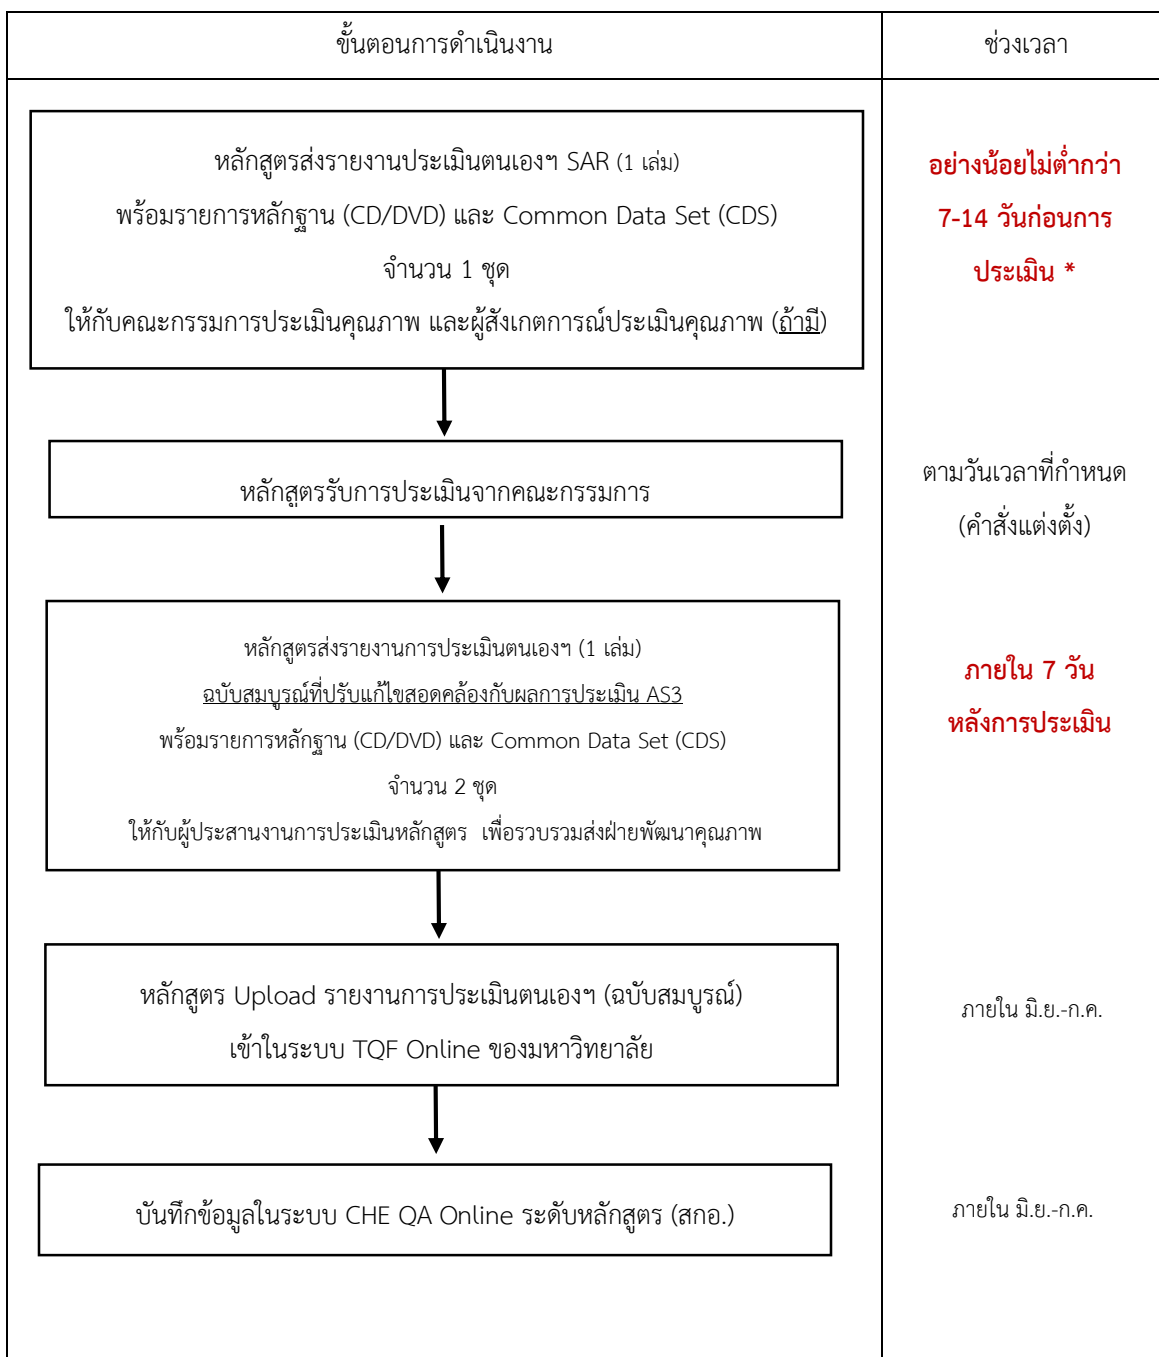 ขั้นตอนการดำเนินงาน
ช่วงเวลา
หลักสูตรส่งรายงานประเมินตนเองฯ SAR (1 เล่ม)
พร้อมรายการหลักฐาน (CD/DVD) และ Common Data Set (CDS)
จำนวน 1 ชุด
ให้กับคณะกรรมการประเมินคุณภาพ และผู้สังเกตการณ์ประเมินคุณภาพ (ถ้ามี)
อย่างน้อยไม่ต่ำกว่า
7-14 วันก่อนการ
ประเมิน *
หลักสูตรรับการประเมินจากคณะกรรมการ
ตามวันเวลาที่กำหนด
(คำสั่งแต่งตั้ง)
หลักสูตรส่งรายงานการประเมินตนเองฯ (1 เล่ม)
ฉบับสมบูรณ์ที่ปรับแก้ไขสอดคล้องกับผลการประเมิน AS3
พร้อมรายการหลักฐาน (CD/DVD) และ Common Data Set (CDS)
จำนวน 2 ชุด
ให้กับผู้ประสานงานการประเมินหลักสูตร เพื่อรวบรวมส่งฝ่ายพัฒนาคุณภาพ
ภายใน 7 วัน
หลังการประเมิน
หลักสูตร Upload รายงานการประเมินตนเองฯ (ฉบับสมบูรณ์)
เข้าในระบบ TQF Online ของมหาวิทยาลัย
ภายใน มิ.ย.-ก.ค.
บันทึกข้อมูลในระบบ CHE QA Online ระดับหลักสูตร (สกอ.)
ภายใน มิ.ย.-ก.ค.